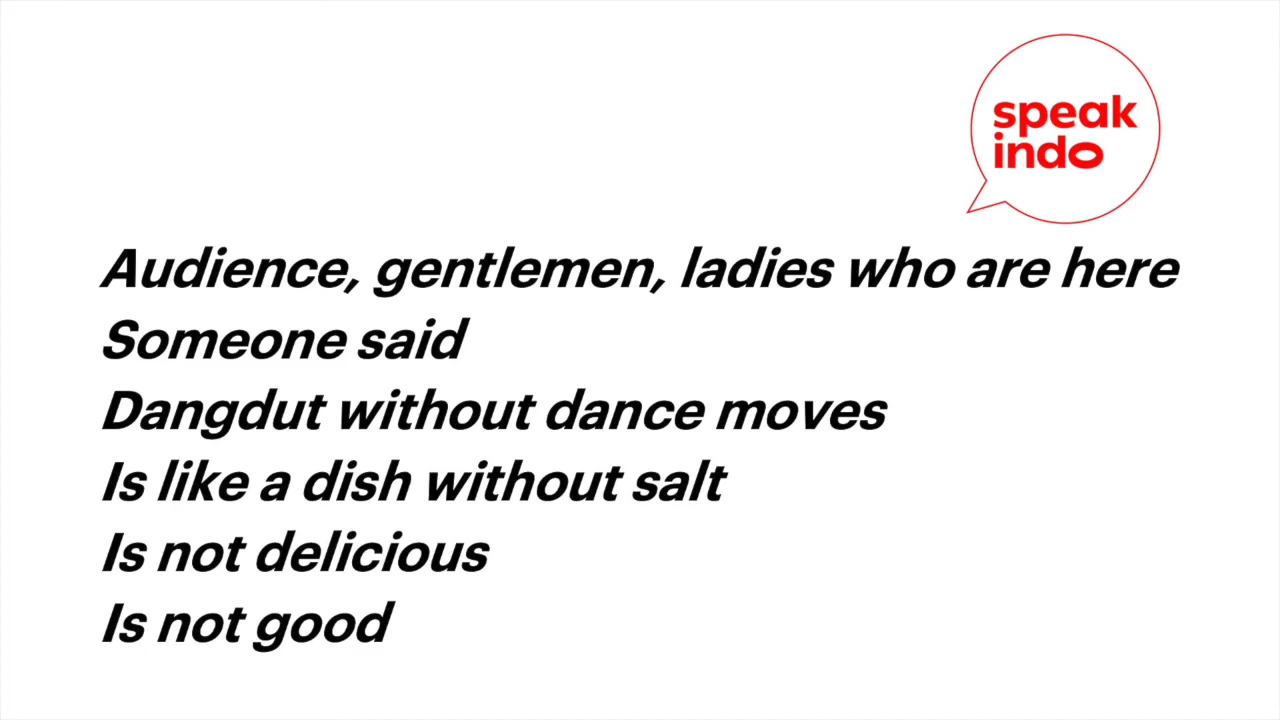 speak
indo
Audience, gentlemen, ladies who are here
Someone said
Dangdut without dance moves
Is like a dish without salt
Is not delicious
Is not good